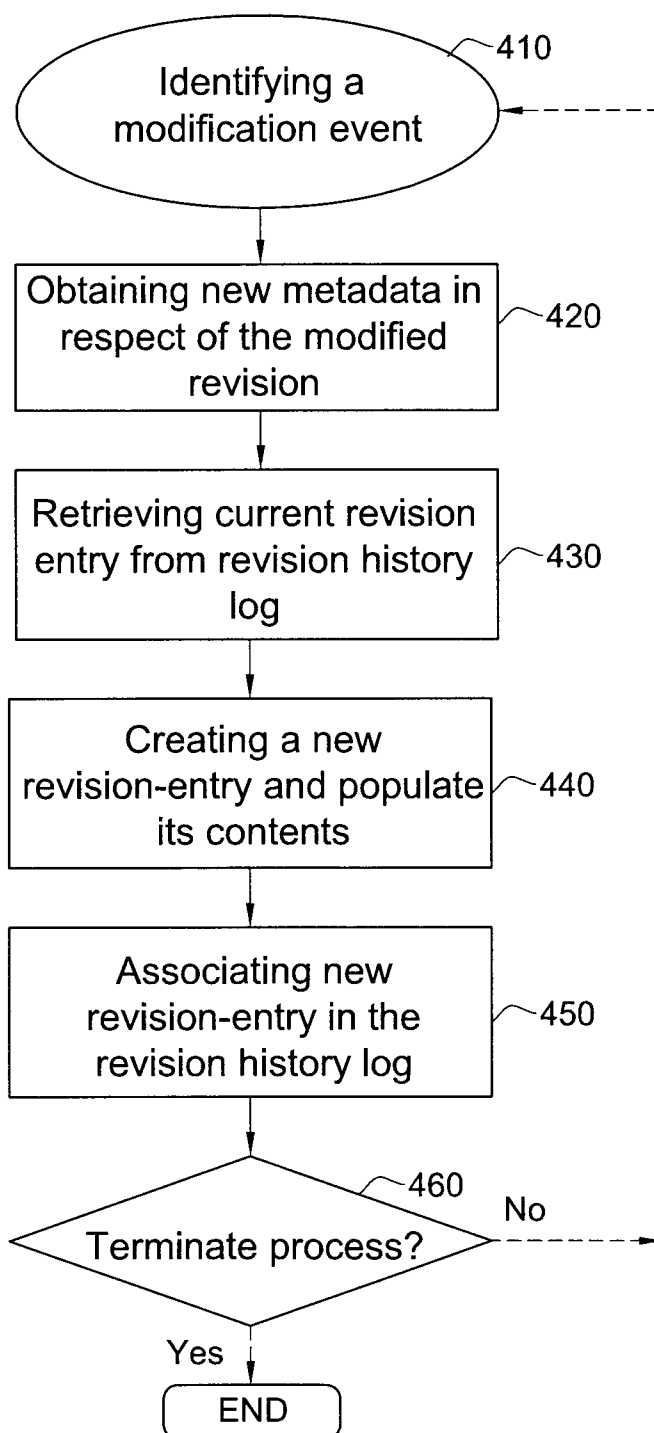 410
Identifying a
modification event
Obtaining new metadata in
respect of the modified
revision
420
Retrieving current revision
entry from revision history
log
430
Creating a new
revision-entry and populate
its contents
440
Associating new
revision-entry in the
revision history log
450
460
Terminate process?
No
Yes
END